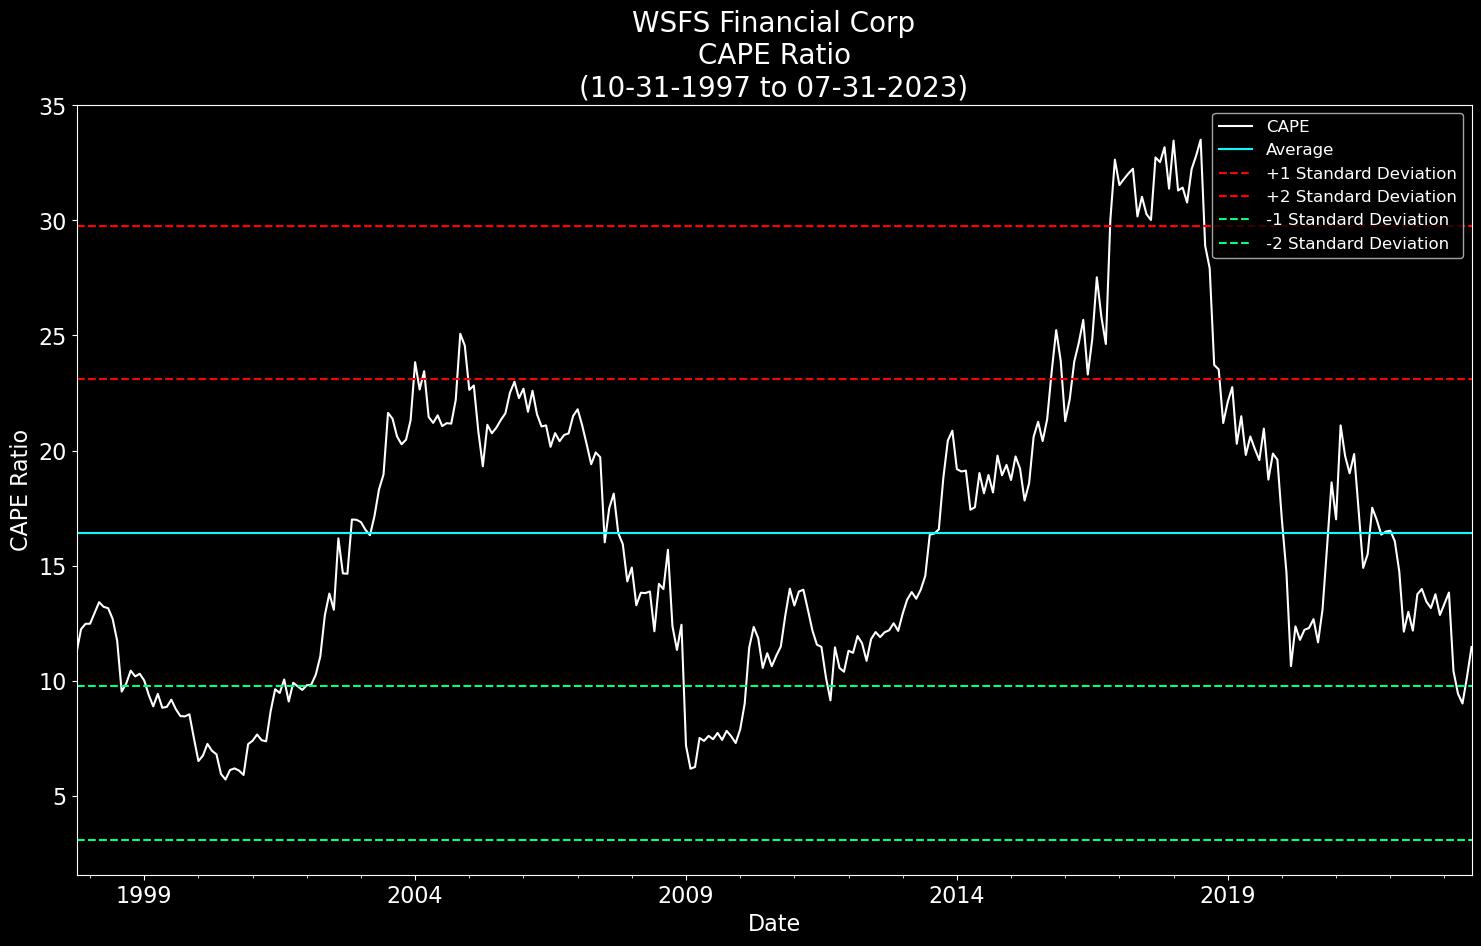 WSFS Financial Corp
CAPE Ratio
(10-31-1997 to 07-31-2023)
35
30
25
20
15
10
5
CAPE Ratio
CAPE
Average
+1 Standard Deviation
+2 Standard Deviation
-1 Standard Deviation
-2 Standard Deviation
1999
2004
2009
2014
2019
Date